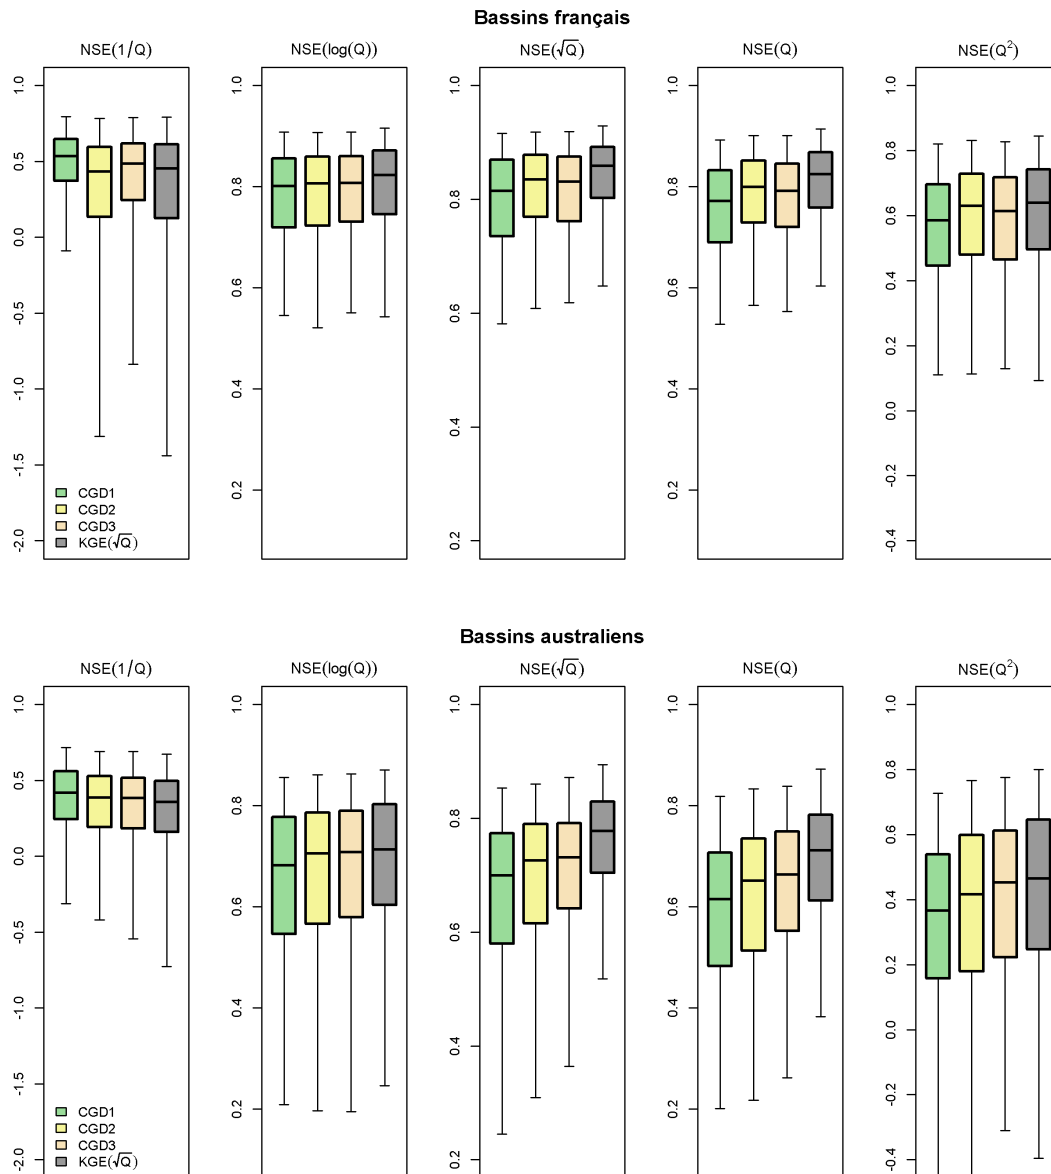 Bassins français
NSE(1/Q) NSE(log(Q)) NSE(√Q) NSE(Q) NSE(Q²)
1.0 0.5 0.0 -0.5 -1.0 -1.5 -2.0
CGD1
CGD2
CGD3
KGE(√Q)
1.0 0.8 0.6 0.4 0.2
1.0 0.8 0.6 0.4 0.2
1.0 0.8 0.6 0.4 0.2
1.0 0.8 0.6 0.4 0.2 0.0 -0.2 -0.4
Bassins australiens
NSE(1/Q) NSE(log(Q)) NSE(√Q) NSE(Q) NSE(Q²)
1.0 0.5 0.0 -0.5 -1.0 -1.5 -2.0
CGD1
CGD2
CGD3
KGE(√Q)
1.0 0.8 0.6 0.4 0.2
1.0 0.8 0.6 0.4 0.2
1.0 0.8 0.6 0.4 0.2
1.0 0.8 0.6 0.4 0.2 0.0 -0.2 -0.4